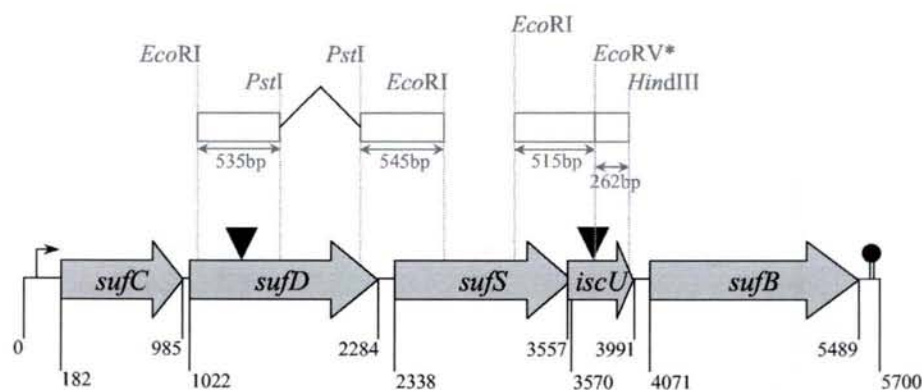 EcoRI
EcoRI
EcoRV*
PstI
PstI
EcoRI
HindIII
535bp
545bp
515bp
262bp
sufC
sufD
sufS
iscU
sufB
0
985
2284
3557
3991
5489
182
1022
2338
3570
4071
5700